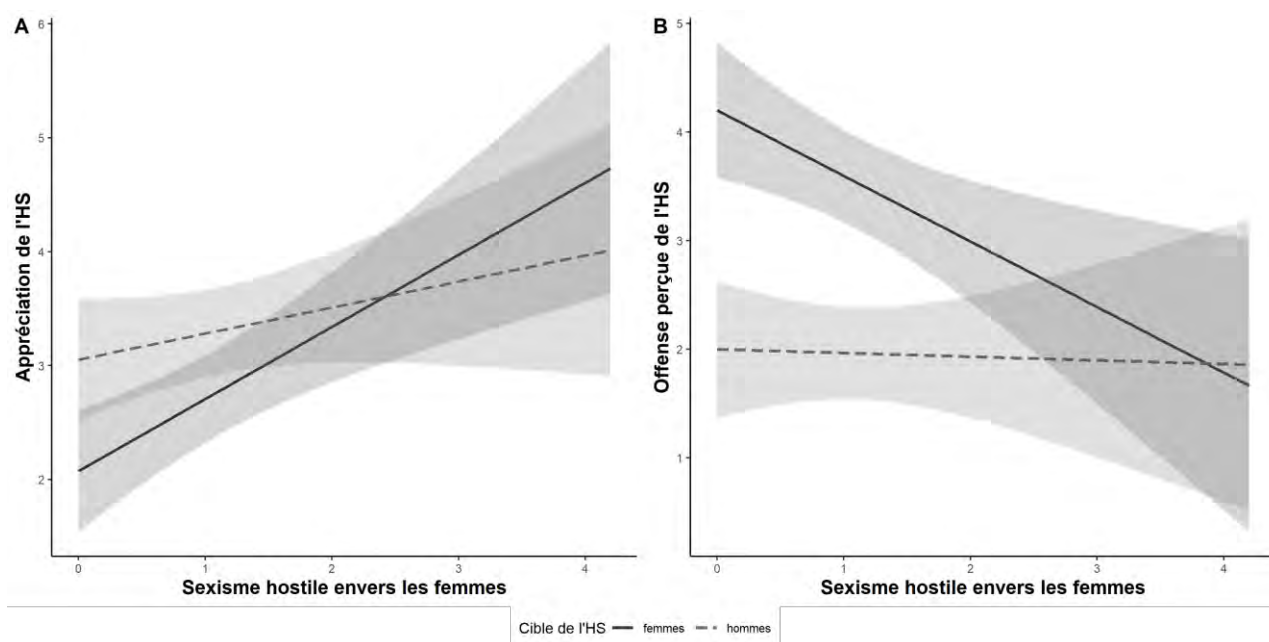 A
6
5
4
3
2
0
1
2
3
4
Appréciation de l'HS
Sexisme hostile envers les femmes
B
5
4
3
2
1
0
1
2
3
4
Offense perçue de l'HS
Sexisme hostile envers les femmes
Cible de l'HS femmes hommes